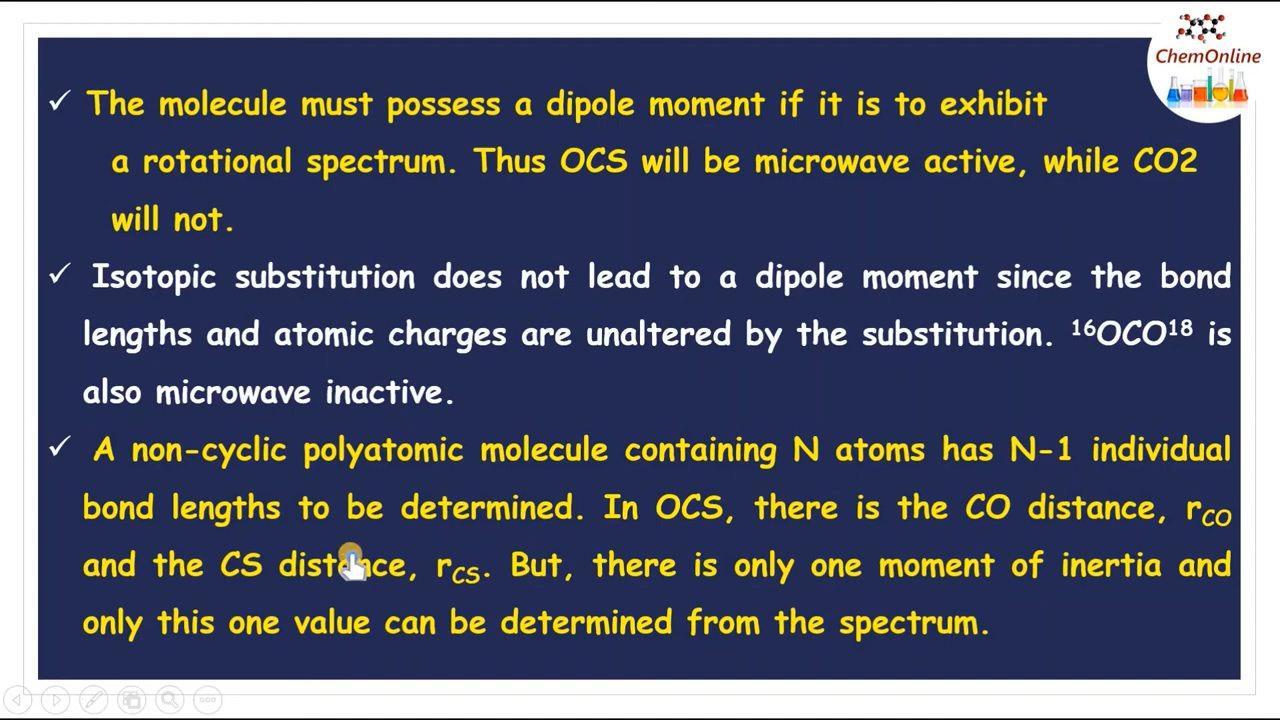 ChemOnline
✓ The molecule must possess a dipole moment if it is to exhibit
a rotational spectrum. Thus OCS will be microwave active, while CO2
will not.
✓ Isotopic substitution does not lead to a dipole moment since the bond
lengths and atomic charges are unaltered by the substitution. ¹⁶OCO¹⁸ is
also microwave inactive.
✓ A non-cyclic polyatomic molecule containing N atoms has N-1 individual
bond lengths to be determined. In OCS, there is the CO distance, r_CO
and the CS distance, r_CS. But, there is only one moment of inertia and
only this one value can be determined from the spectrum.